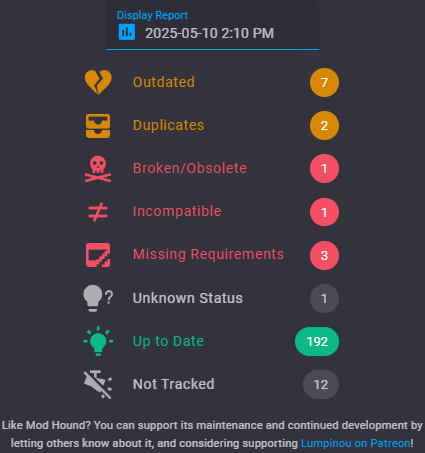 Display Report
2025-05-10 2:10 PM
Outdated 7
Duplicates 2
Broken/Obsolete 1
Incompatible 1
Missing Requirements 3
Unknown Status 1
Up to Date 192
Not Tracked 12
Like Mod Hound? You can support its maintenance and continued development by
letting others know about it, and considering supporting Lumpinou on Patreon!